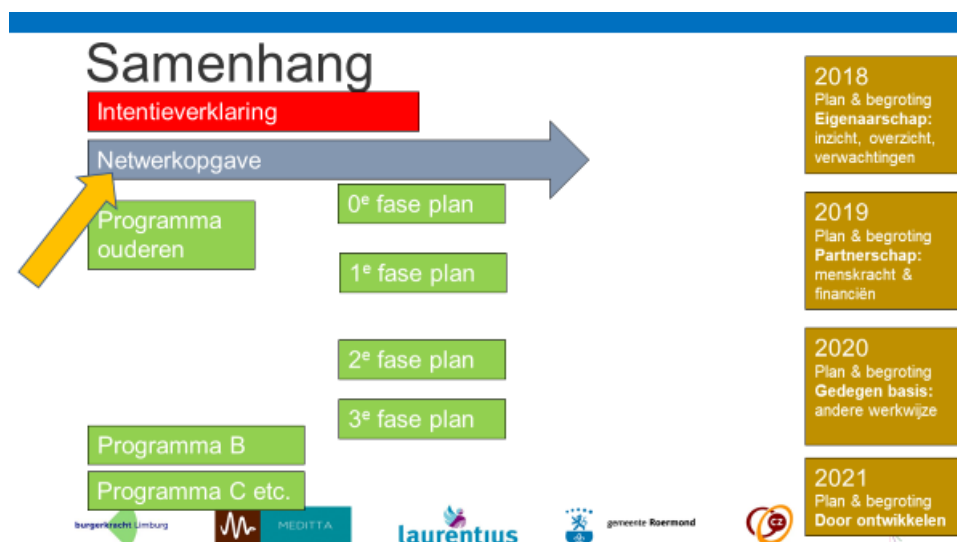 Samenhang
Intentieverklaring
Netwerkopgave
Programma
ouderen
0e fase plan
1e fase plan
2e fase plan
3e fase plan
Programma B
Programma C etc.
2018
Plan & begroting
Eigenaarschap:
inzicht, overzicht,
verwachtingen
2019
Plan & begroting
Partnerschap:
menskracht &
financiën
2020
Plan & begroting
Gedegen basis:
andere werkwijze
2021
Plan & begroting
Door ontwikkelen
burgerkracht Limburg
MEDITTA
laurentius
gemeente Roermond
CZ